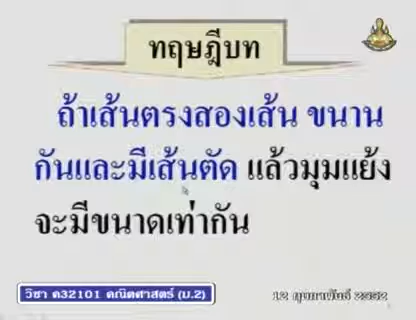 ทฤษฎีบท
ถ้าเส้นตรงสองเส้น ขนาน
กันและมีเส้นตัด แล้วมุมแย้ง
จะมีขนาดเท่ากัน
วิชา ค32101 คณิตศาสตร์ (ม.2)
12 กุมภาพันธ์ 2552